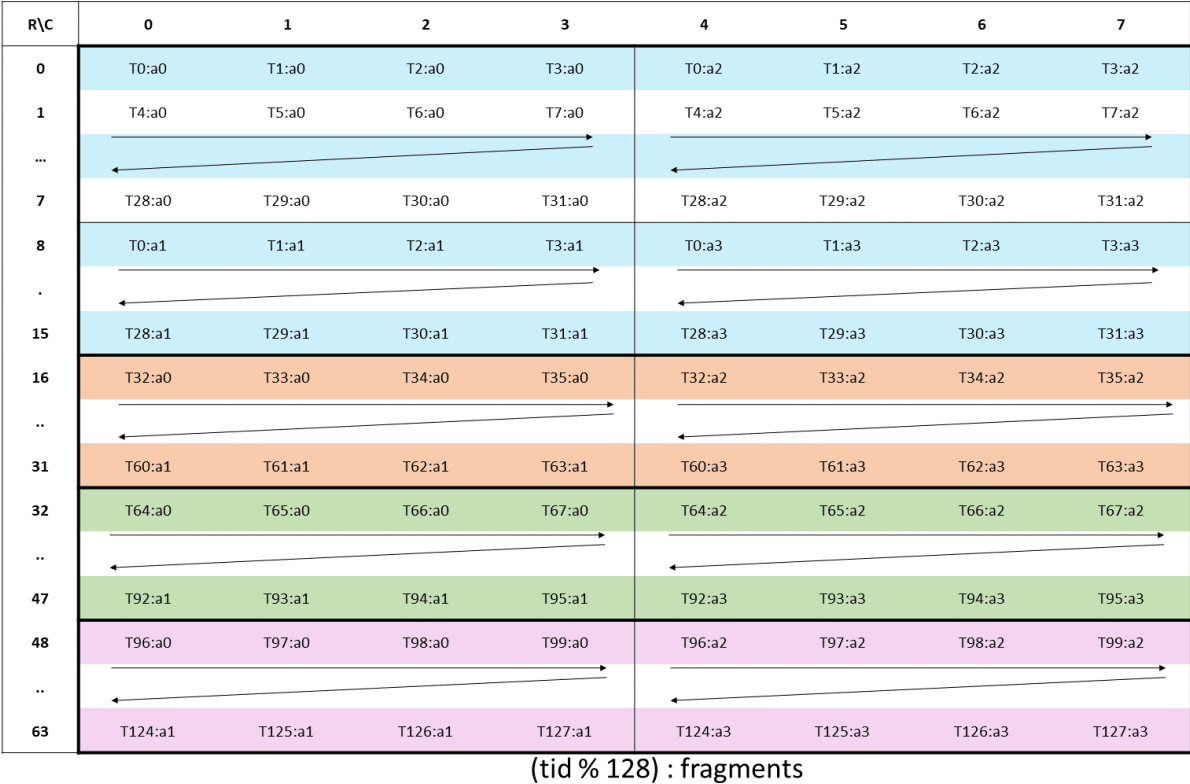 R\C 0 1 2 3 4 5 6 7
0 T0:a0 T1:a0 T2:a0 T3:a0 T0:a2 T1:a2 T2:a2 T3:a2
1 T4:a0 T5:a0 T6:a0 T7:a0 T4:a2 T5:a2 T6:a2 T7:a2
...
7 T28:a0 T29:a0 T30:a0 T31:a0 T28:a2 T29:a2 T30:a2 T31:a2
8 T0:a1 T1:a1 T2:a1 T3:a1 T0:a3 T1:a3 T2:a3 T3:a3
.
15 T28:a1 T29:a1 T30:a1 T31:a1 T28:a3 T29:a3 T30:a3 T31:a3
16 T32:a0 T33:a0 T34:a0 T35:a0 T32:a2 T33:a2 T34:a2 T35:a2
..
31 T60:a1 T61:a1 T62:a1 T63:a1 T60:a3 T61:a3 T62:a3 T63:a3
32 T64:a0 T65:a0 T66:a0 T67:a0 T64:a2 T65:a2 T66:a2 T67:a2
..
47 T92:a1 T93:a1 T94:a1 T95:a1 T92:a3 T93:a3 T94:a3 T95:a3
48 T96:a0 T97:a0 T98:a0 T99:a0 T96:a2 T97:a2 T98:a2 T99:a2
..
63 T124:a1 T125:a1 T126:a1 T127:a1 T124:a3 T125:a3 T126:a3 T127:a3
(tid % 128) : fragments